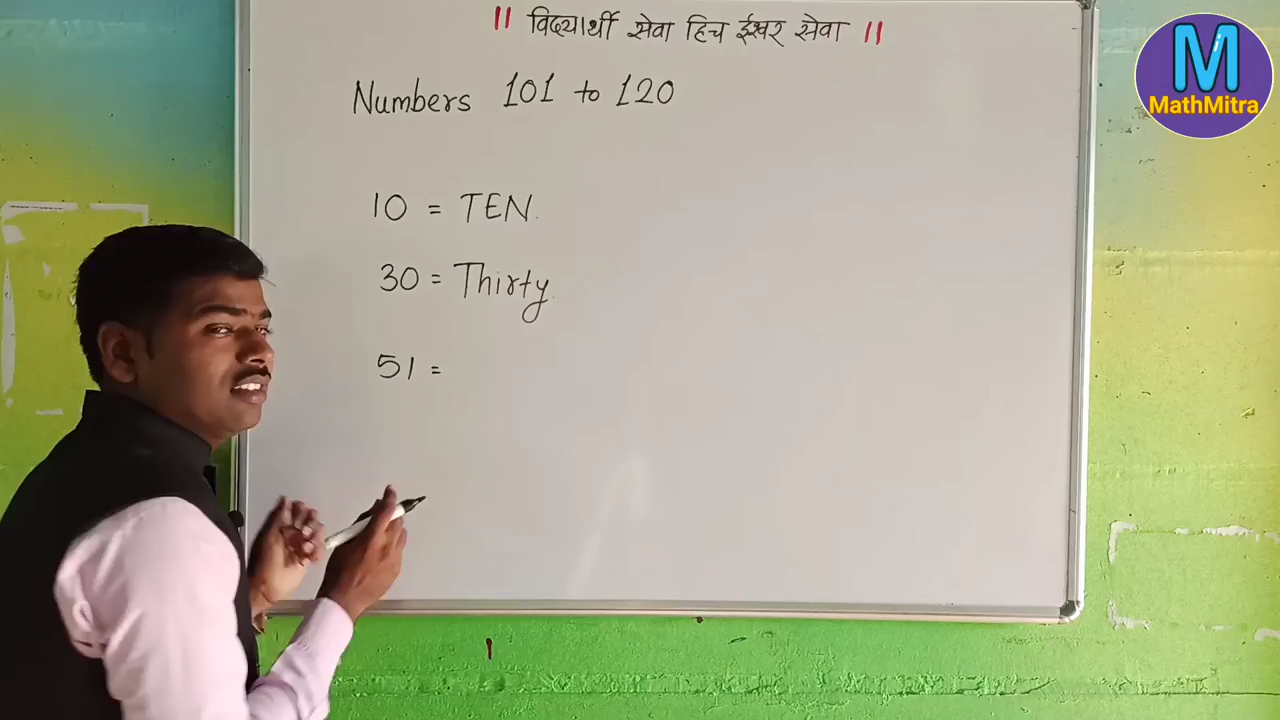 ॥ विद्यार्थी सेवा हिच ईश्वर सेवा ॥
M
MathMitra
Numbers 101 to 120
10 = TEN.
30 = Thirty.
51 =